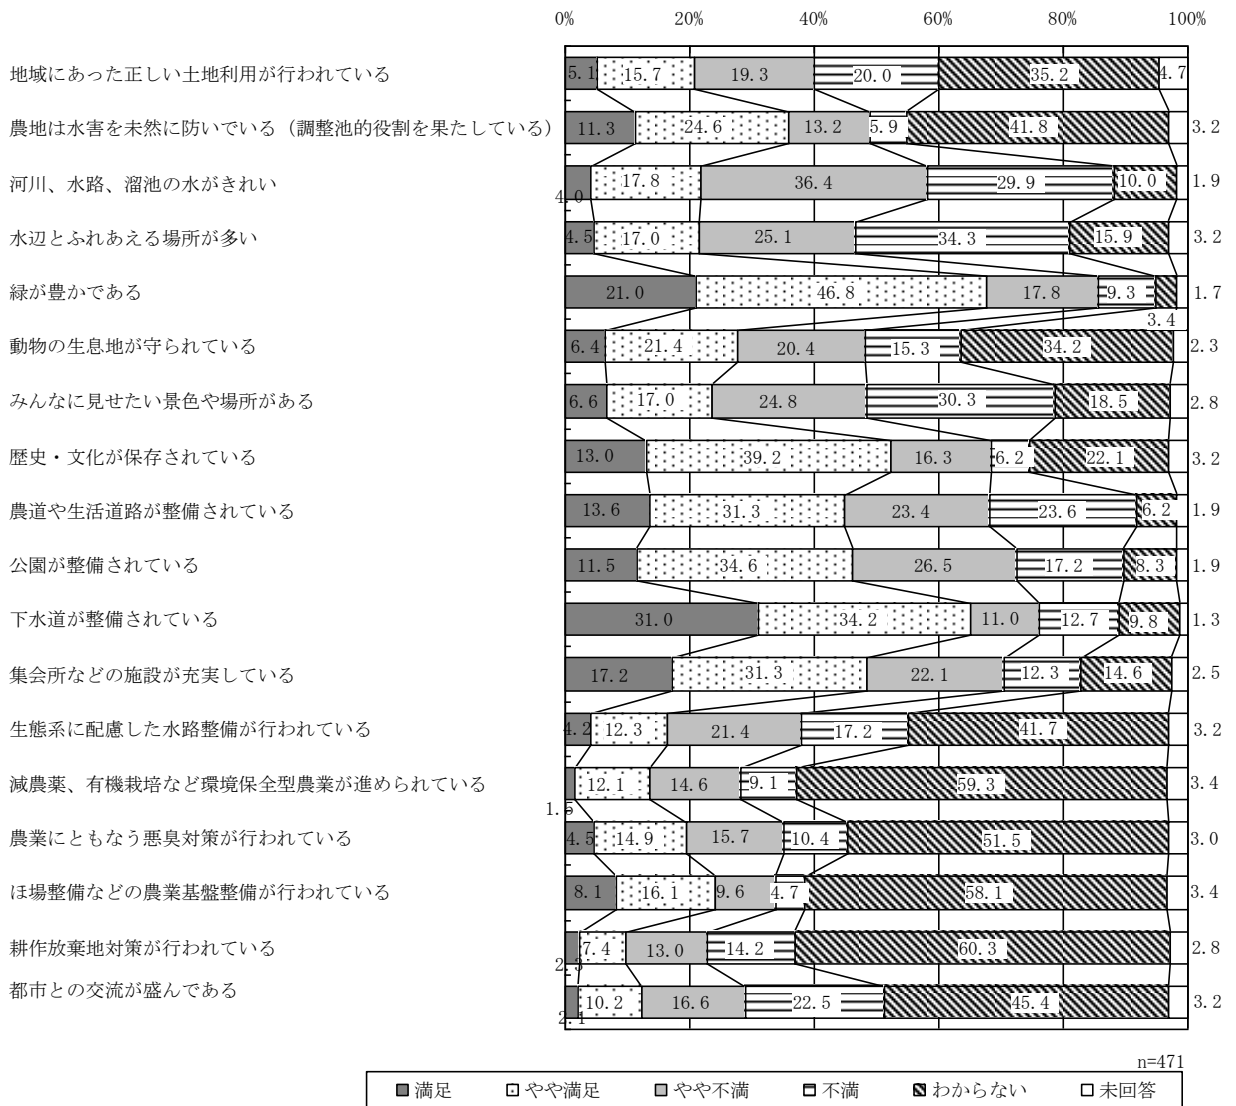 0% 20% 40% 60% 80% 100%
地域にあった正しい土地利用が行われている 5.1 15.7 19.3 20.0 35.2 4.7
農地は水害を未然に防いでいる（調整池的役割を果たしている） 11.3 24.6 13.2 5.9 41.8 3.2
河川、水路、溜池の水がきれい 4.0 17.8 36.4 29.9 10.0 1.9
水辺とふれあえる場所が多い 4.5 17.0 25.1 34.3 15.9 3.2
緑が豊かである 21.0 46.8 17.8 9.3 3.4 1.7
動物の生息地が守られている 6.4 21.4 20.4 15.3 34.2 2.3
みんなに見せたい景色や場所がある 6.6 17.0 24.8 30.3 18.5 2.8
歴史・文化が保存されている 13.0 39.2 16.3 6.2 22.1 3.2
農道や生活道路が整備されている 13.6 31.3 23.4 23.6 6.2 1.9
公園が整備されている 11.5 34.6 26.5 17.2 8.3 1.9
下水道が整備されている 31.0 34.2 11.0 12.7 9.8 1.3
集会所などの施設が充実している 17.2 31.3 22.1 12.3 14.6 2.5
生態系に配慮した水路整備が行われている 4.2 12.3 21.4 17.2 41.7 3.2
減農薬、有機栽培など環境保全型農業が進められている 1.5 12.1 14.6 9.1 59.3 3.4
農業にともなう悪臭対策が行われている 4.5 14.9 15.7 10.4 51.5 3.0
ほ場整備などの農業基盤整備が行われている 8.1 16.1 9.6 4.7 58.1 3.4
耕作放棄地対策が行われている 2.3 7.4 13.0 14.2 60.3 2.8
都市との交流が盛んである 2.1 10.2 16.6 22.5 45.4 3.2
n=471
満足 やや満足 やや不満 不満 わからない 未回答